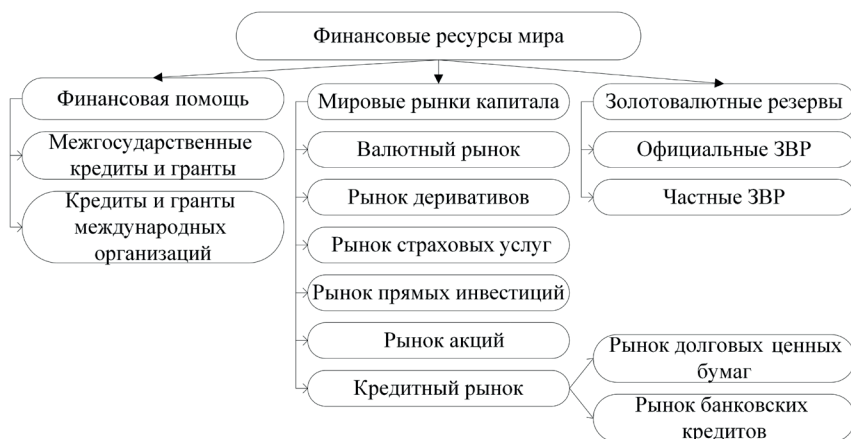 Финансовые ресурсы мира
Финансовая помощь
Межгосударственные
кредиты и гранты
Кредиты и гранты
международных
организаций
Мировые рынки капитала
Валютный рынок
Рынок деривативов
Рынок страховых услуг
Рынок прямых инвестиций
Рынок акций
Кредитный рынок
Рынок долговых ценных
бумаг
Рынок банковских
кредитов
Золотовалютные резервы
Официальные ЗВР
Частные ЗВР